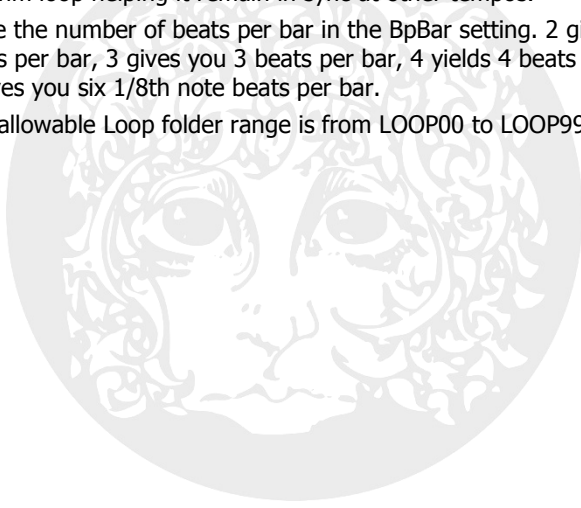 loop helping it remain in sync at other tempos.
e the number of beats per bar in the BpBar setting. 2 gi
s per bar, 3 gives you 3 beats per bar, 4 yields 4 beats
es you six 1/8th note beats per bar.
allowable Loop folder range is from LOOP00 to LOOP99